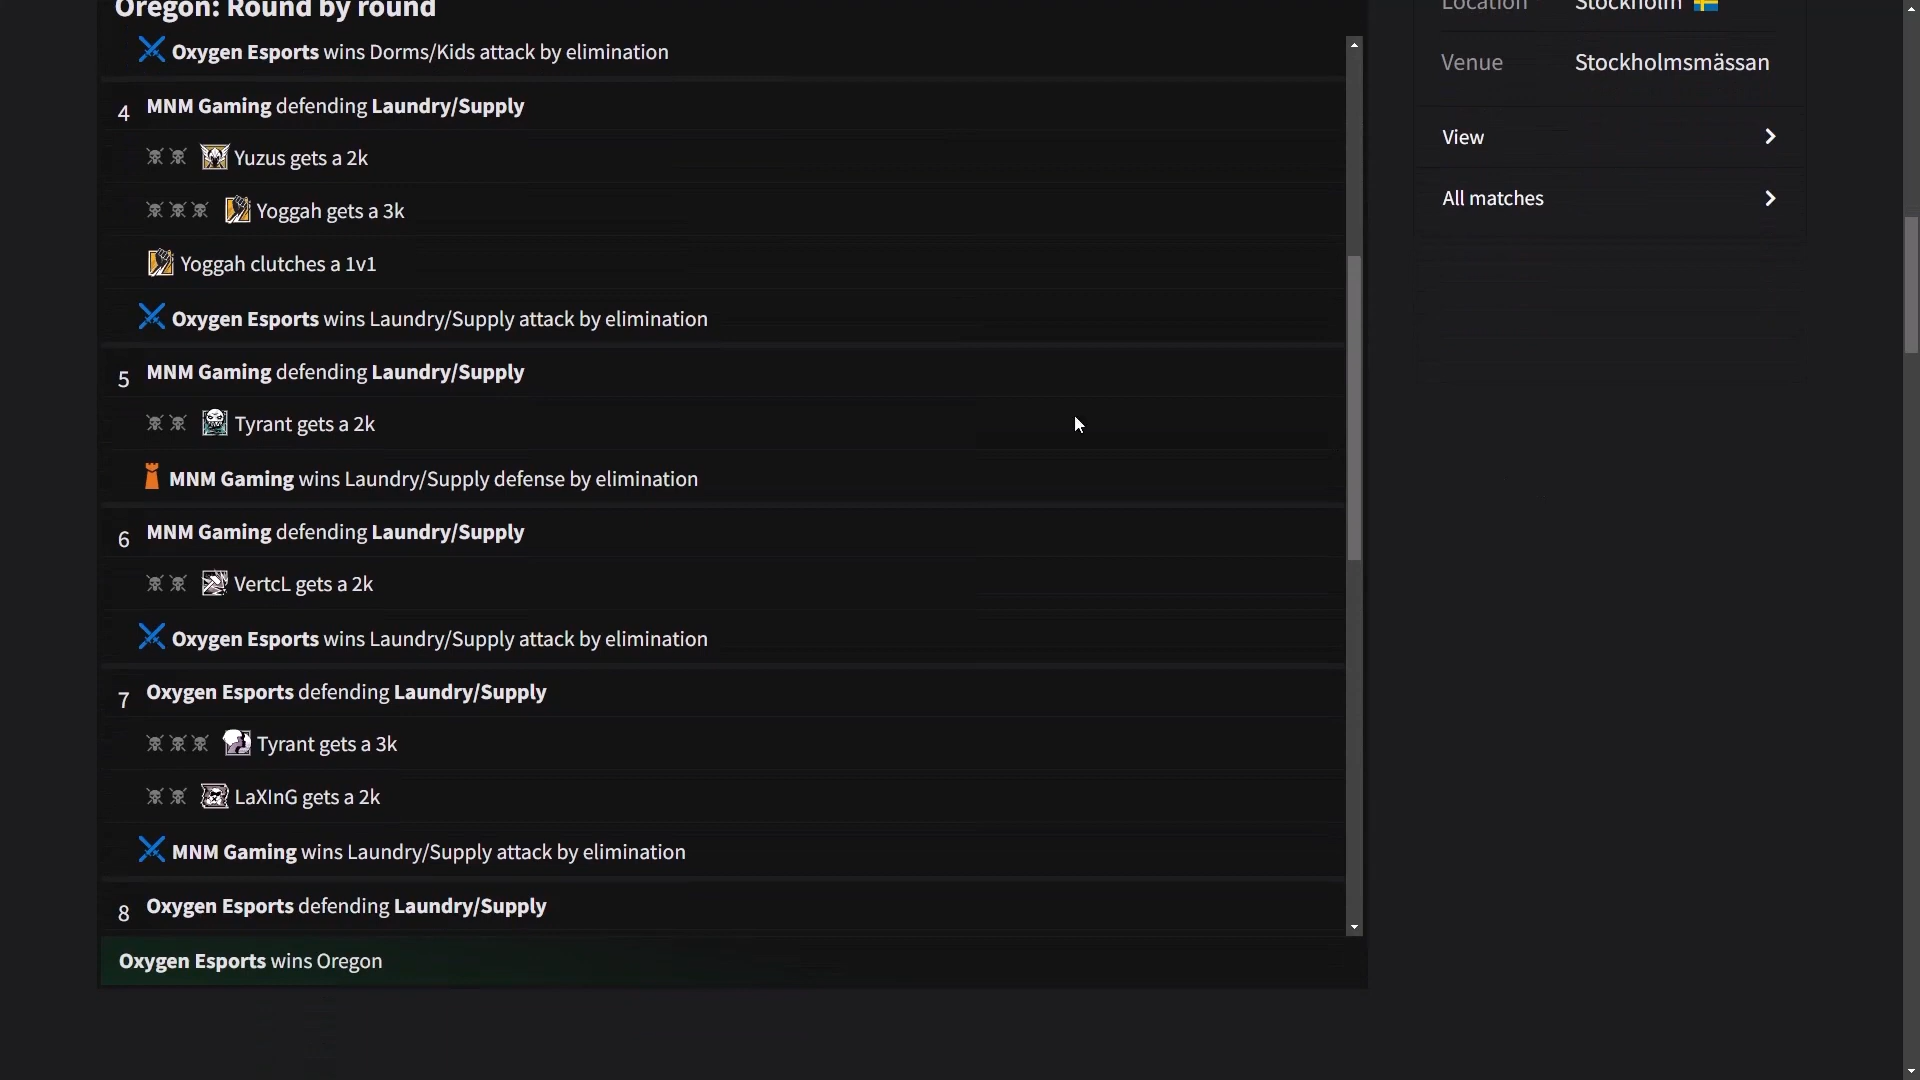 Oregon: Round by round
Oxygen Esports wins Dorms/Kids attack by elimination
4 MNM Gaming defending Laundry/Supply
Yuzus gets a 2k
Yoggah gets a 3k
Yoggah clutches a 1v1
Oxygen Esports wins Laundry/Supply attack by elimination
5 MNM Gaming defending Laundry/Supply
Tyrant gets a 2k
MNM Gaming wins Laundry/Supply defense by elimination
6 MNM Gaming defending Laundry/Supply
VertcL gets a 2k
Oxygen Esports wins Laundry/Supply attack by elimination
7 Oxygen Esports defending Laundry/Supply
Tyrant gets a 3k
LaXInG gets a 2k
MNM Gaming wins Laundry/Supply attack by elimination
8 Oxygen Esports defending Laundry/Supply
Oxygen Esports wins Oregon
Location Stockholm
Venue Stockholmsmässan
View
All matches